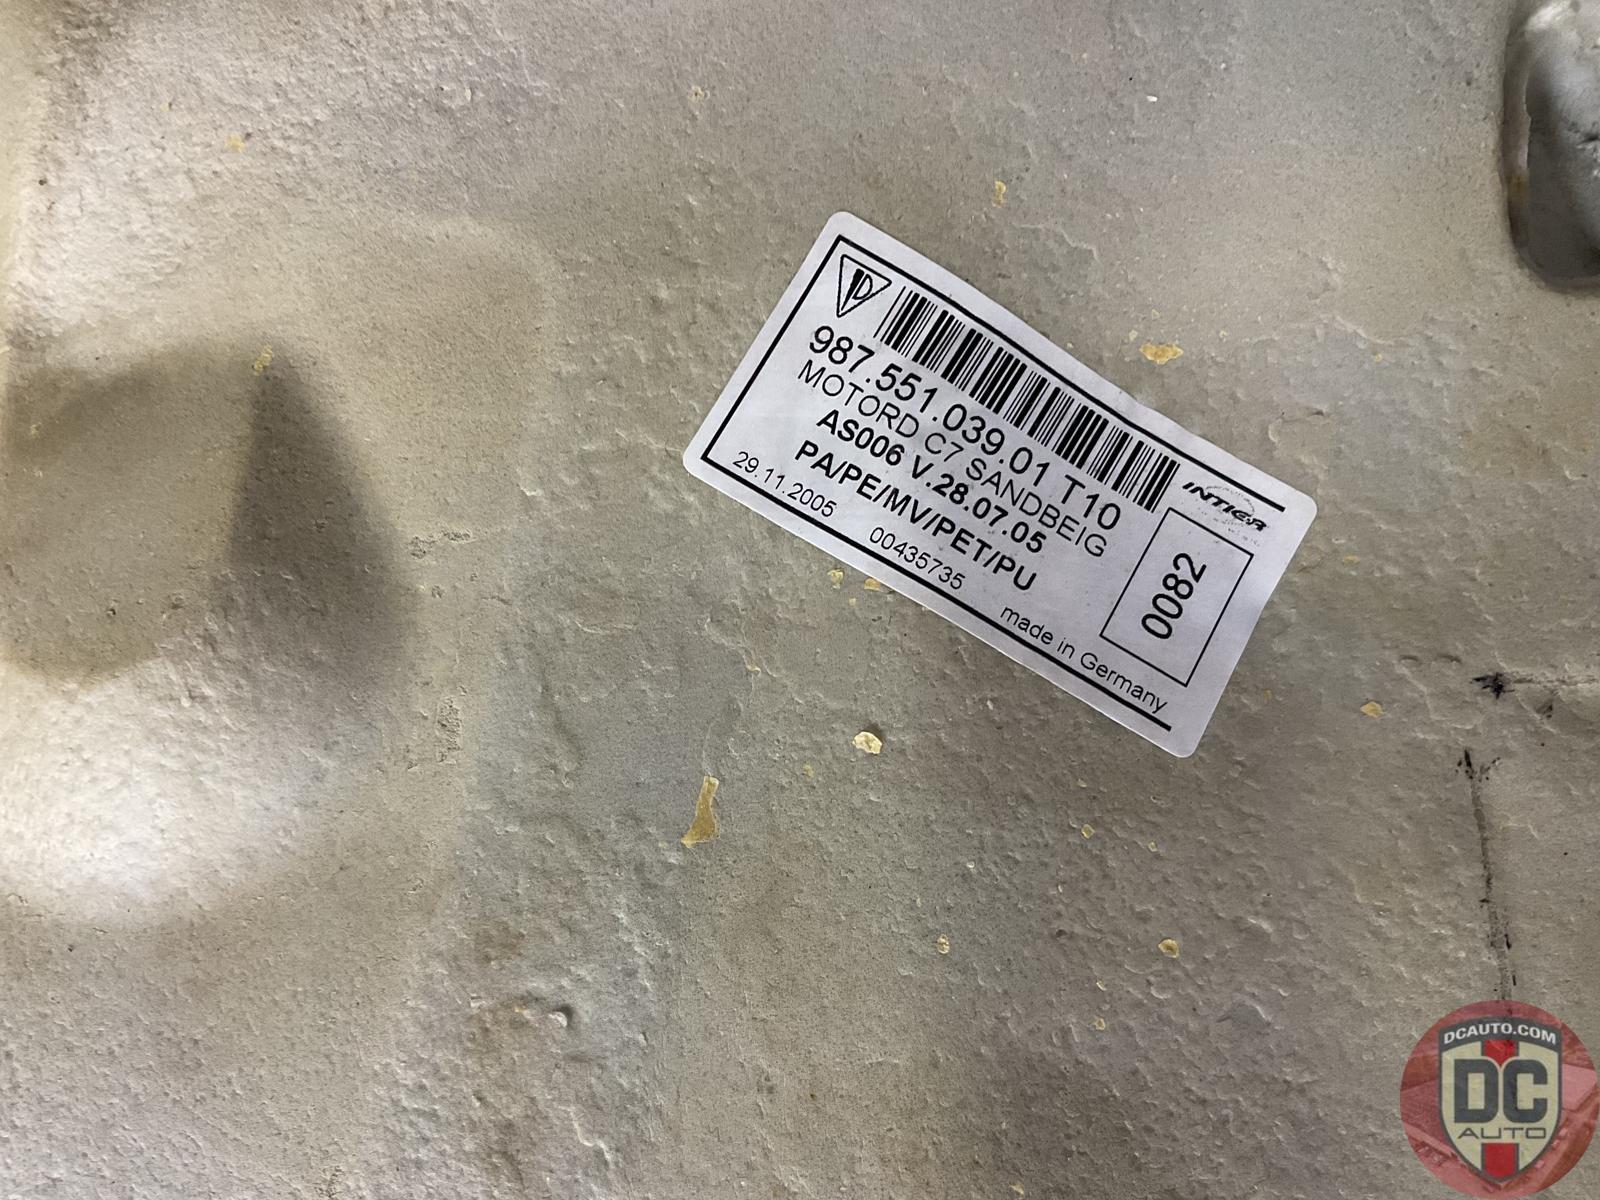 987.551.039.01 T10
MOTORD C7 SANDBEIG
AS006 V.28.07.05
PA/PE/MV/PET/PU
29.11.2005 00435735 made in Germany
INTIER
0082
DCAUTO.COM
DC
AUTO